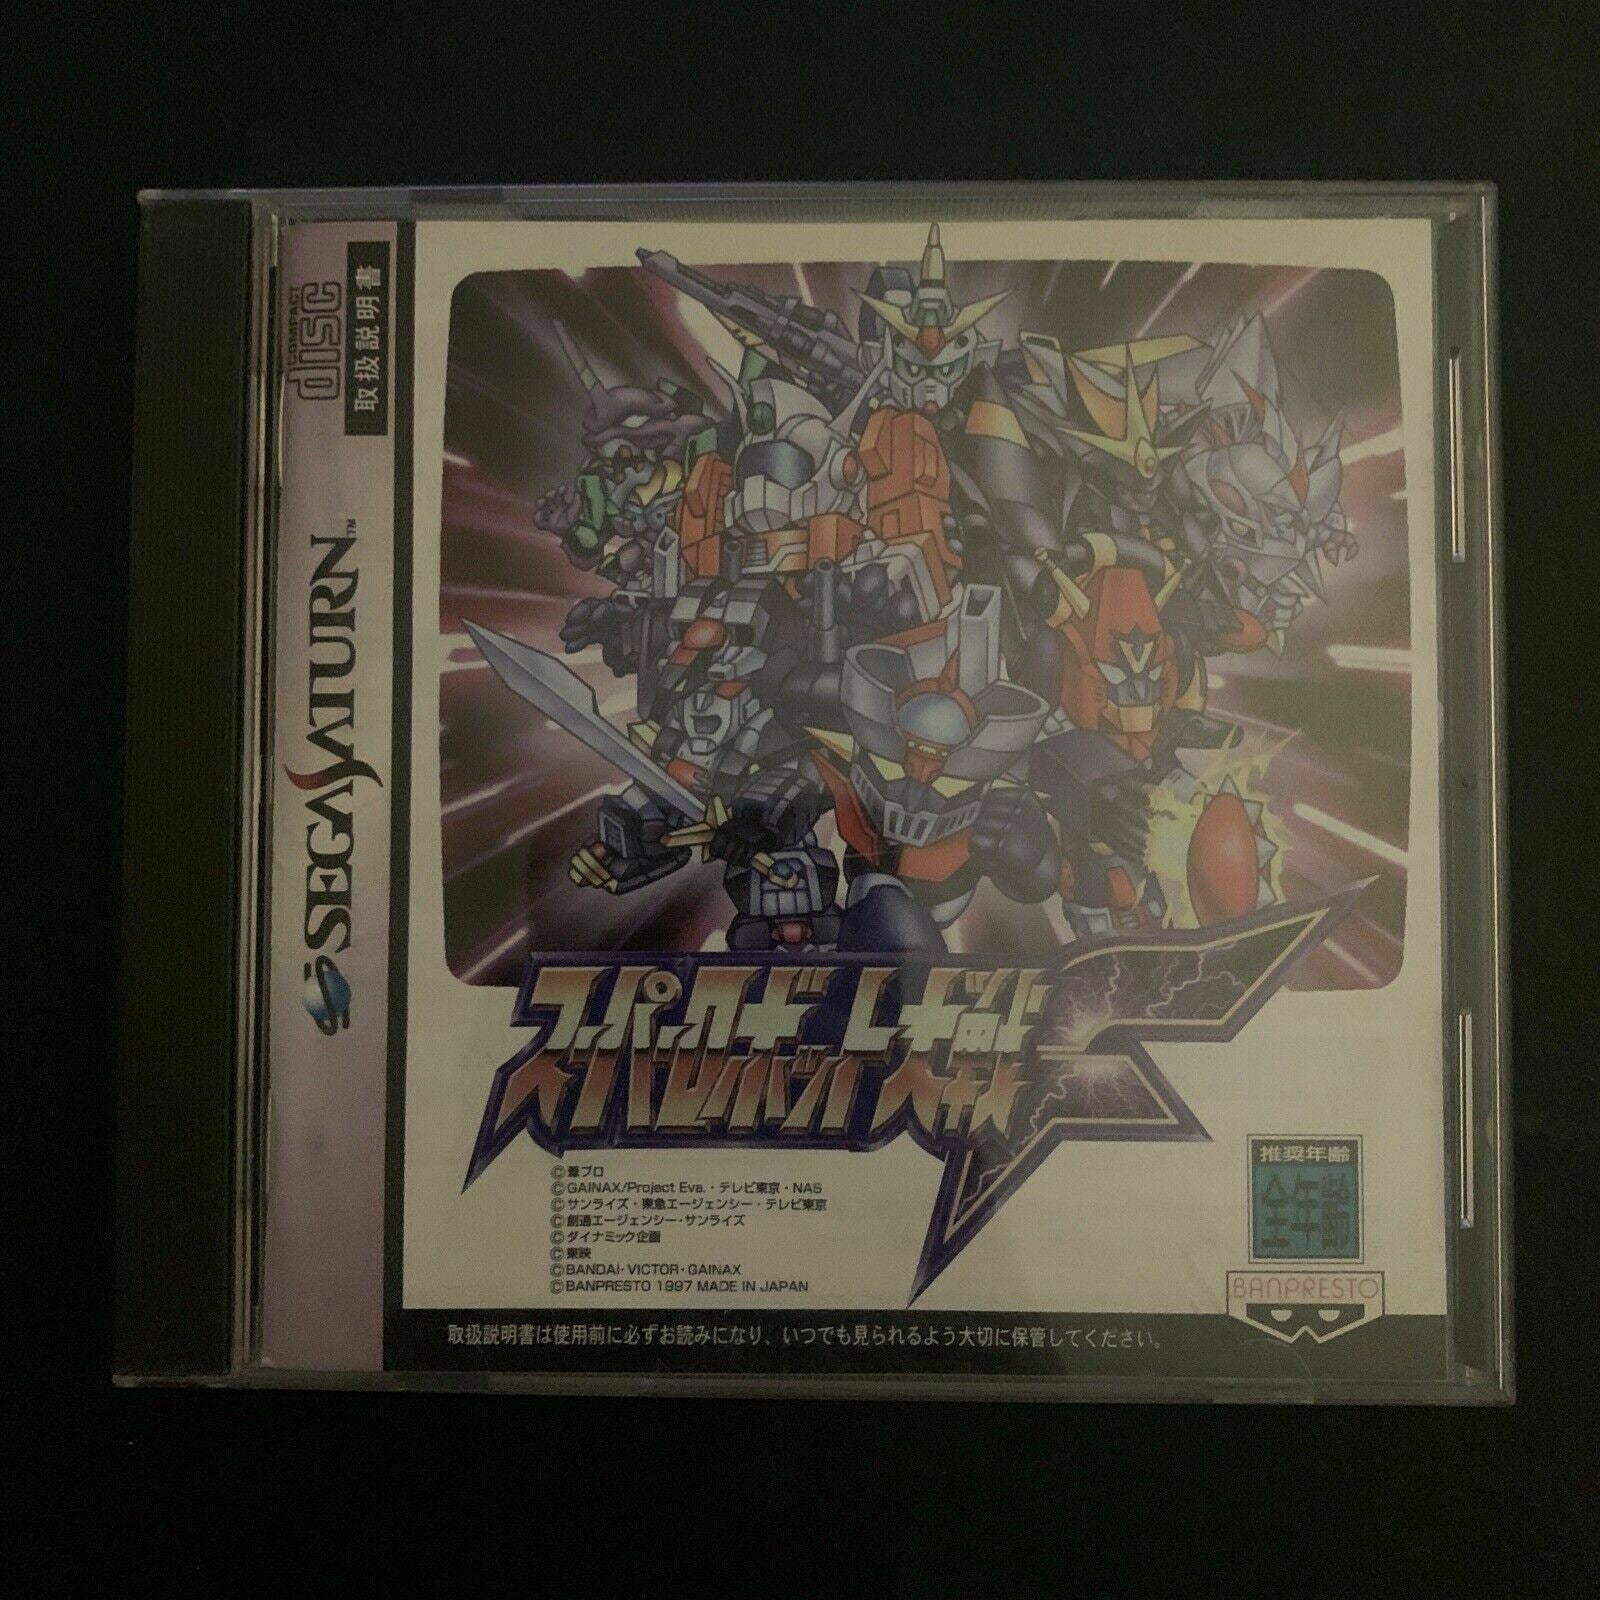 取扱説明書
COMPACT
disc
SEGA SATURN™
V
スーパーロボット大戦F
©葦プロ
©GAINAX/Project Eva.・テレビ東京・NAS
©サンライズ・東急エージェンシー・テレビ東京
©創通エージェンシー・サンライズ
©ダイナミック企画
©東映
©BANDAI・VICTOR・GAINAX
©BANPRESTO 1997 MADE IN JAPAN
推奨年齢
全年齢
BANPRESTO
取扱説明書は使用前に必ずお読みになり、いつでも見られるよう大切に保管してください。